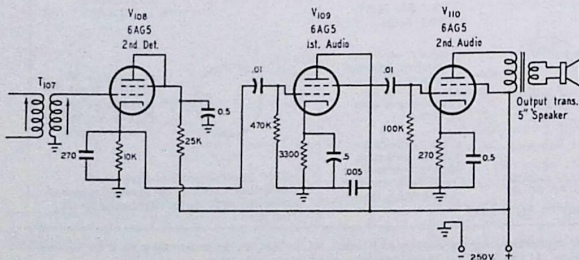 V108
6AG5
2nd. Det.
V109
6AG5
1st. Audio
V110
6AG5
2nd. Audio
T107
.01
.01
0.5
470K
100K
Output trans.
5" Speaker
270
10K
25K
3300
.5
.005
270
0.5
- 250V +